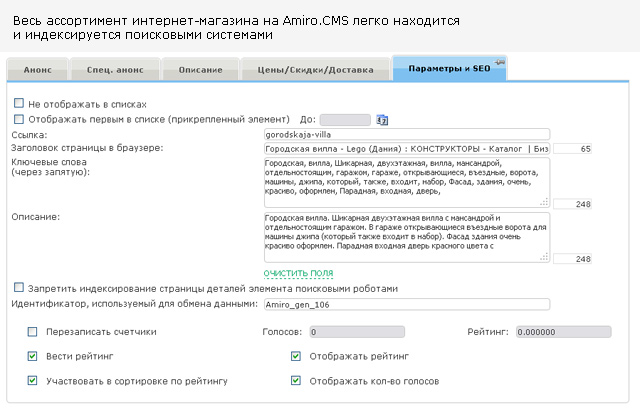 Весь ассортимент интернет-магазина на Amiro.CMS легко находится
и индексируется поисковыми системами
Анонс
Спец. анонс
Описание
Цены/Скидки/Доставка
Параметры и SEO
Не отображать в списках
Отображать первым в списке (прикрепленный элемент) До:
Ссылка: gorodskaja-villa
Заголовок страницы в браузере: Городская вилла - Lego (Дания) : КОНСТРУКТОРЫ - Каталог | Биз 65
Ключевые слова
(через запятую):
Городская, вилла, Шикарная, двухэтажная, вилла, мансандрой,
отдельностоящим, гаражом, гараже, открывающиеся, въездные, ворота,
машины, джипа, который, также, входит, набор, Фасад, здания, очень,
красиво, оформлен, Парадная, входная, дверь,
248
Описание:
Городская вилла. Шикарная двухэтажная вилла с мансандрой и
отдельностоящим гаражом. В гараже открывающиеся въездные ворота для
машины джипа (который также входит в набор). Фасад здания очень
красиво оформлен. Парадная входная дверь красного цвета с
248
ОЧИСТИТЬ ПОЛЯ
Запретить индексирование страницы деталей элемента поисковыми роботами
Идентификатор, используемый для обмена данными: Amiro_gen_106
Перезаписать счетчики Голосов: 0 Рейтинг: 0.000000
Вести рейтинг Отображать рейтинг
Участвовать в сортировке по рейтингу Отображать кол-во голосов